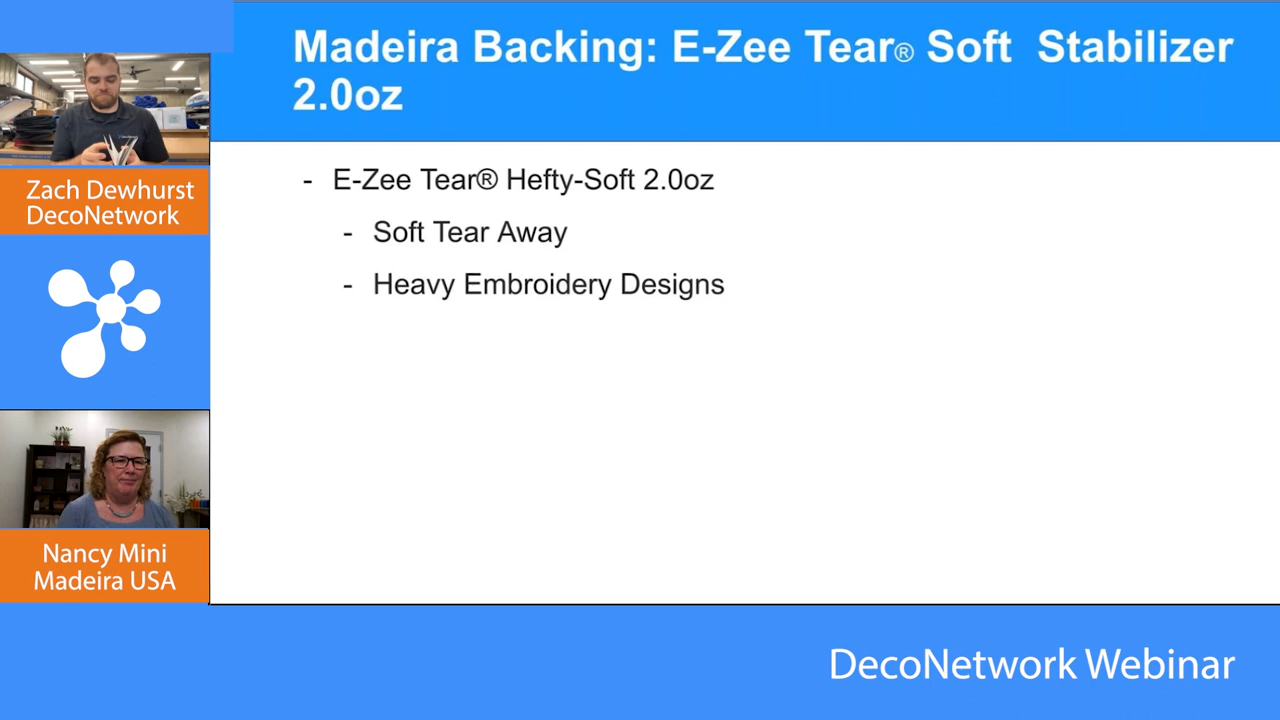 Madeira Backing: E-Zee Tear® Soft Stabilizer
2.0oz
- E-Zee Tear® Hefty-Soft 2.0oz
- Soft Tear Away
- Heavy Embroidery Designs
Zach Dewhurst
DecoNetwork
Nancy Mini
Madeira USA
DecoNetwork Webinar